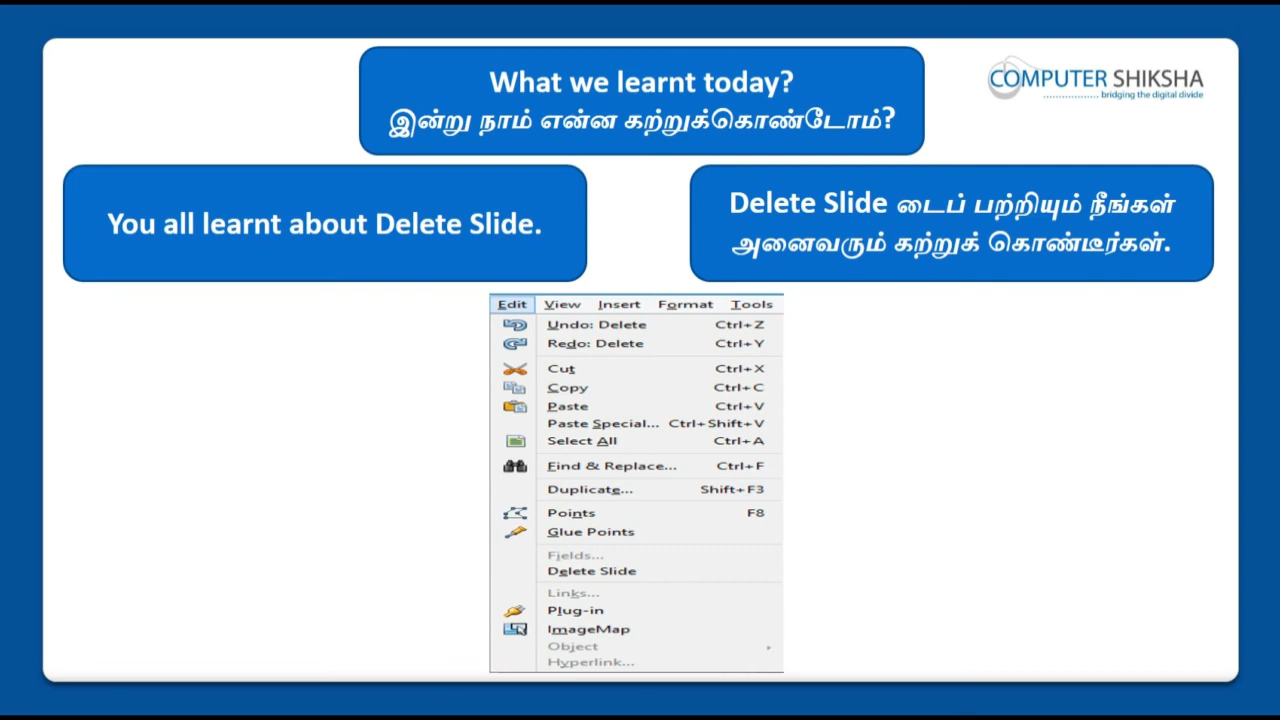 What we learnt today?
இன்று நாம் என்ன கற்றுக்கொண்டோம்?
COMPUTER SHIKSHA
bridging the digital divide
You all learnt about Delete Slide.
Delete Slide டைப் பற்றியும் நீங்கள்
அனைவரும் கற்றுக் கொண்டீர்கள்.
Edit View Insert Format Tools
Undo: Delete Ctrl+Z
Redo: Delete Ctrl+Y
Cut Ctrl+X
Copy Ctrl+C
Paste Ctrl+V
Paste Special... Ctrl+Shift+V
Select All Ctrl+A
Find & Replace... Ctrl+F
Duplicate... Shift+F3
Points F8
Glue Points
Fields...
Delete Slide
Links...
Plug-in
ImageMap
Object
Hyperlink...